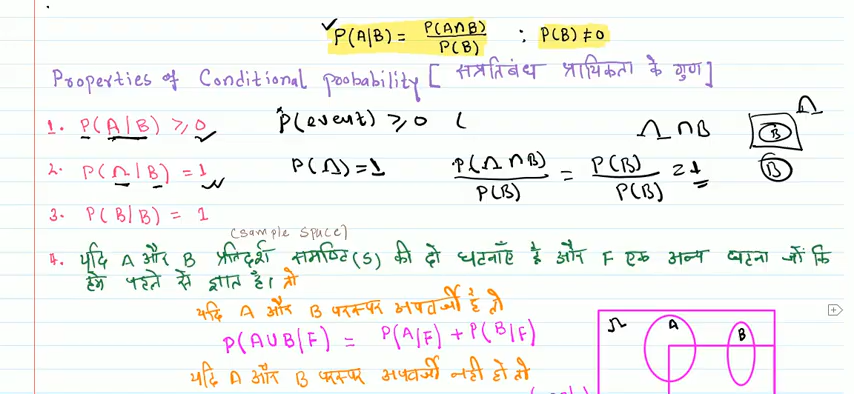 ✓ P(A|B) = P(A∩B)/P(B) : P(B) ≠ 0
Properties of Conditional probability [ सप्रतिबंध प्रायिकता के गुण ]
1. P(A|B) ≥ 0 ✓ P(event) ≥ 0 ( Ω∩B B Ω
2. P(Ω|B) = 1 ✓ P(Ω) = 1 P(Ω∩B)/P(B) = P(B)/P(B) = 1 B
3. P(B|B) = 1
(Sample space)
4. यदि A और B प्रतिदर्श समष्टि (S) की दो घटनाएँ है और F एक अन्य घटना जो कि
हमे पहले से ज्ञात है। तो
यदि A और B परस्पर अपवर्जी है तो
P(A∪B|F) = P(A|F) + P(B|F)
Ω A B
यदि A और B परस्पर अपवर्जी नही हो तो